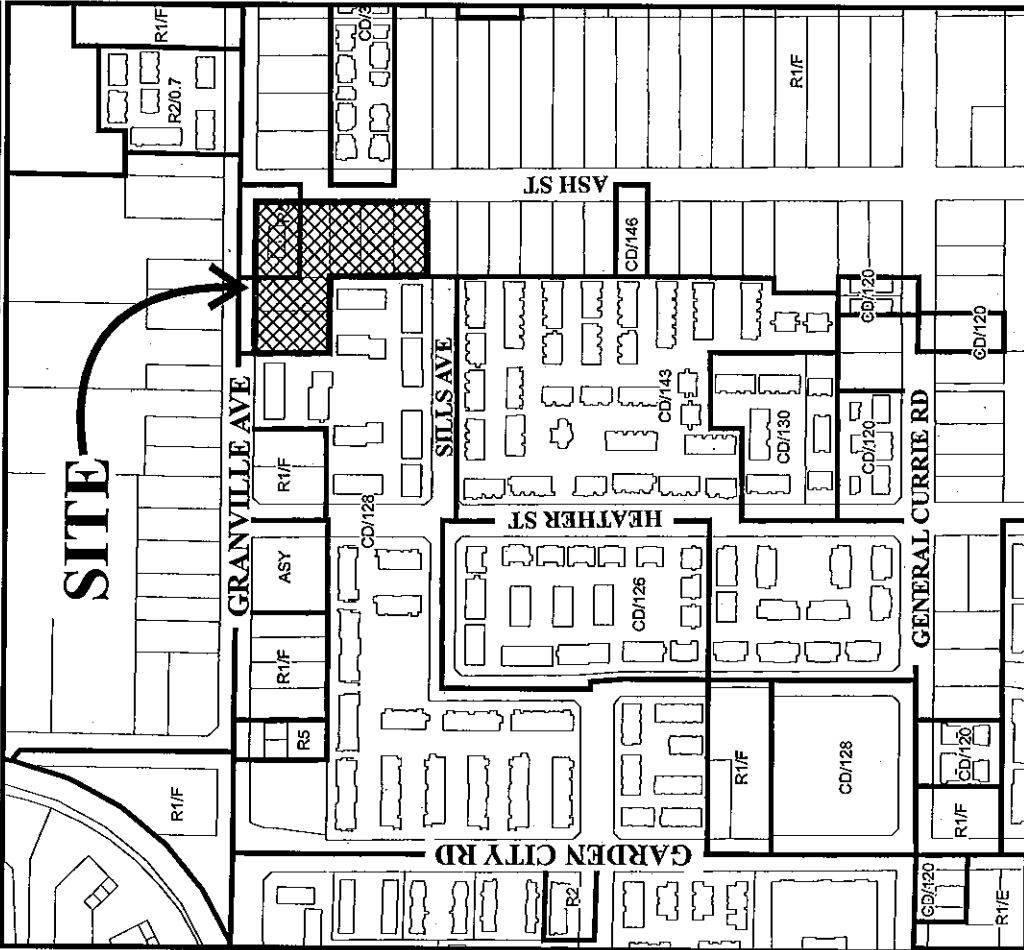 R1/F
CD/3
R2/0.7
R1/F
ASH ST
CD/146
SITE
GRANVILLE AVE
SILLS AVE
CD/120
CD/120
CD/143
R1/F
CD/130
CD/120
CD/128
HEATHER ST
GENERAL CURRIE RD
ASY
CD/126
R1/F
R5
R1/F
R1/F
CD/128
CD/120
R1/F
GARDEN CITY RD
R2
CD/120
R1/E